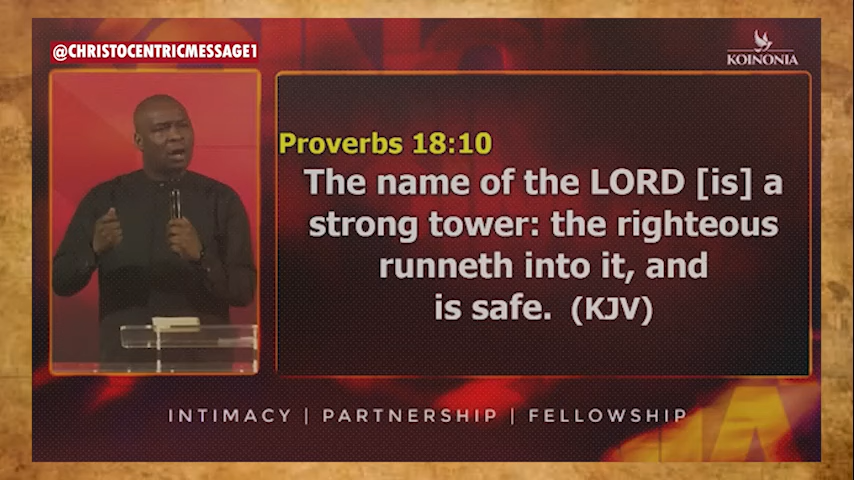 @CHRISTOCENTRICMESSAGE1
KOINONIA
Proverbs 18:10
The name of the LORD [is] a
strong tower: the righteous
runneth into it, and
is safe. (KJV)
INTIMACY | PARTNERSHIP | FELLOWSHIP